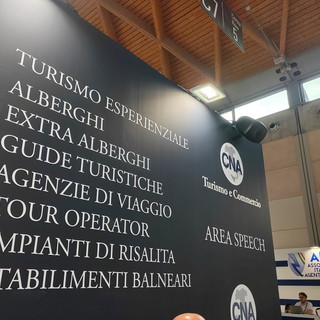 TURISMO ESPERIENZIALE
ALBERGHI
EXTRA ALBERGHI
GUIDE TURISTICHE
AGENZIE DI VIAGGIO
TOUR OPERATOR
MPIANTI DI RISALITA
TABILIMENTI BALNEARI
CNA
Turismo e Commercio
AREA SPEECH
CNA
C7